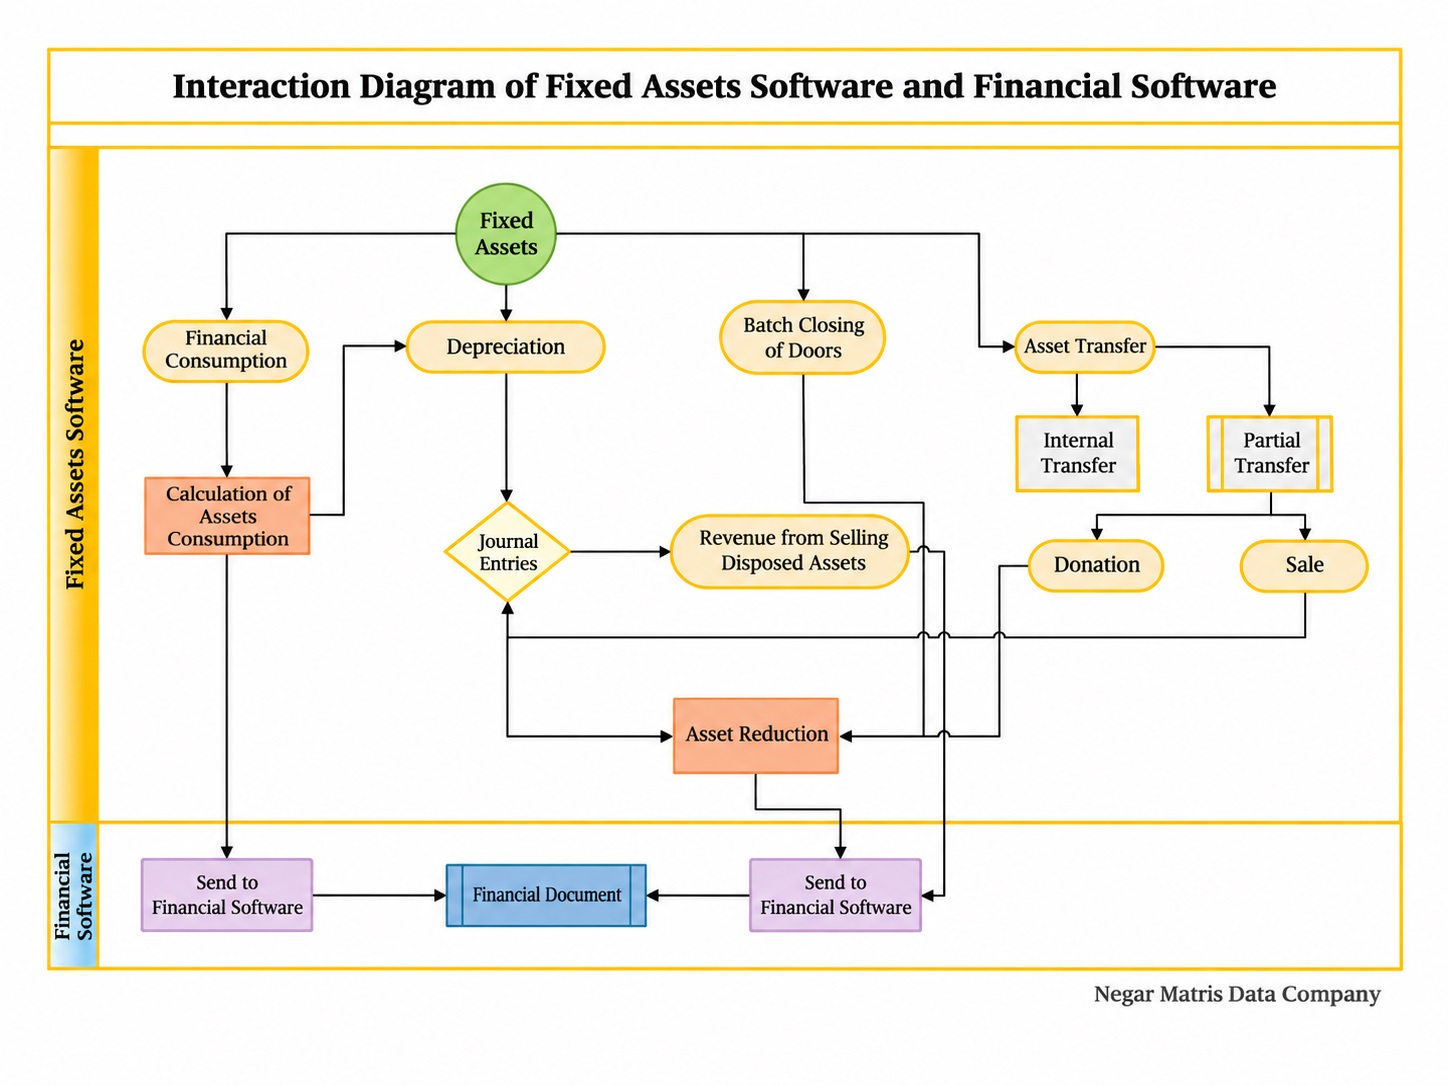 Interaction Diagram of Fixed Assets Software and Financial Software
Fixed Assets Software
Fixed
Assets
Financial
Consumption
Depreciation
Batch Closing
of Doors
Asset Transfer
Internal
Transfer
Partial
Transfer
Calculation of
Assets
Consumption
Journal
Entries
Revenue from Selling
Disposed Assets
Donation
Sale
Asset Reduction
Financial
Software
Send to
Financial Software
Financial Document
Send to
Financial Software
Negar Matris Data Company